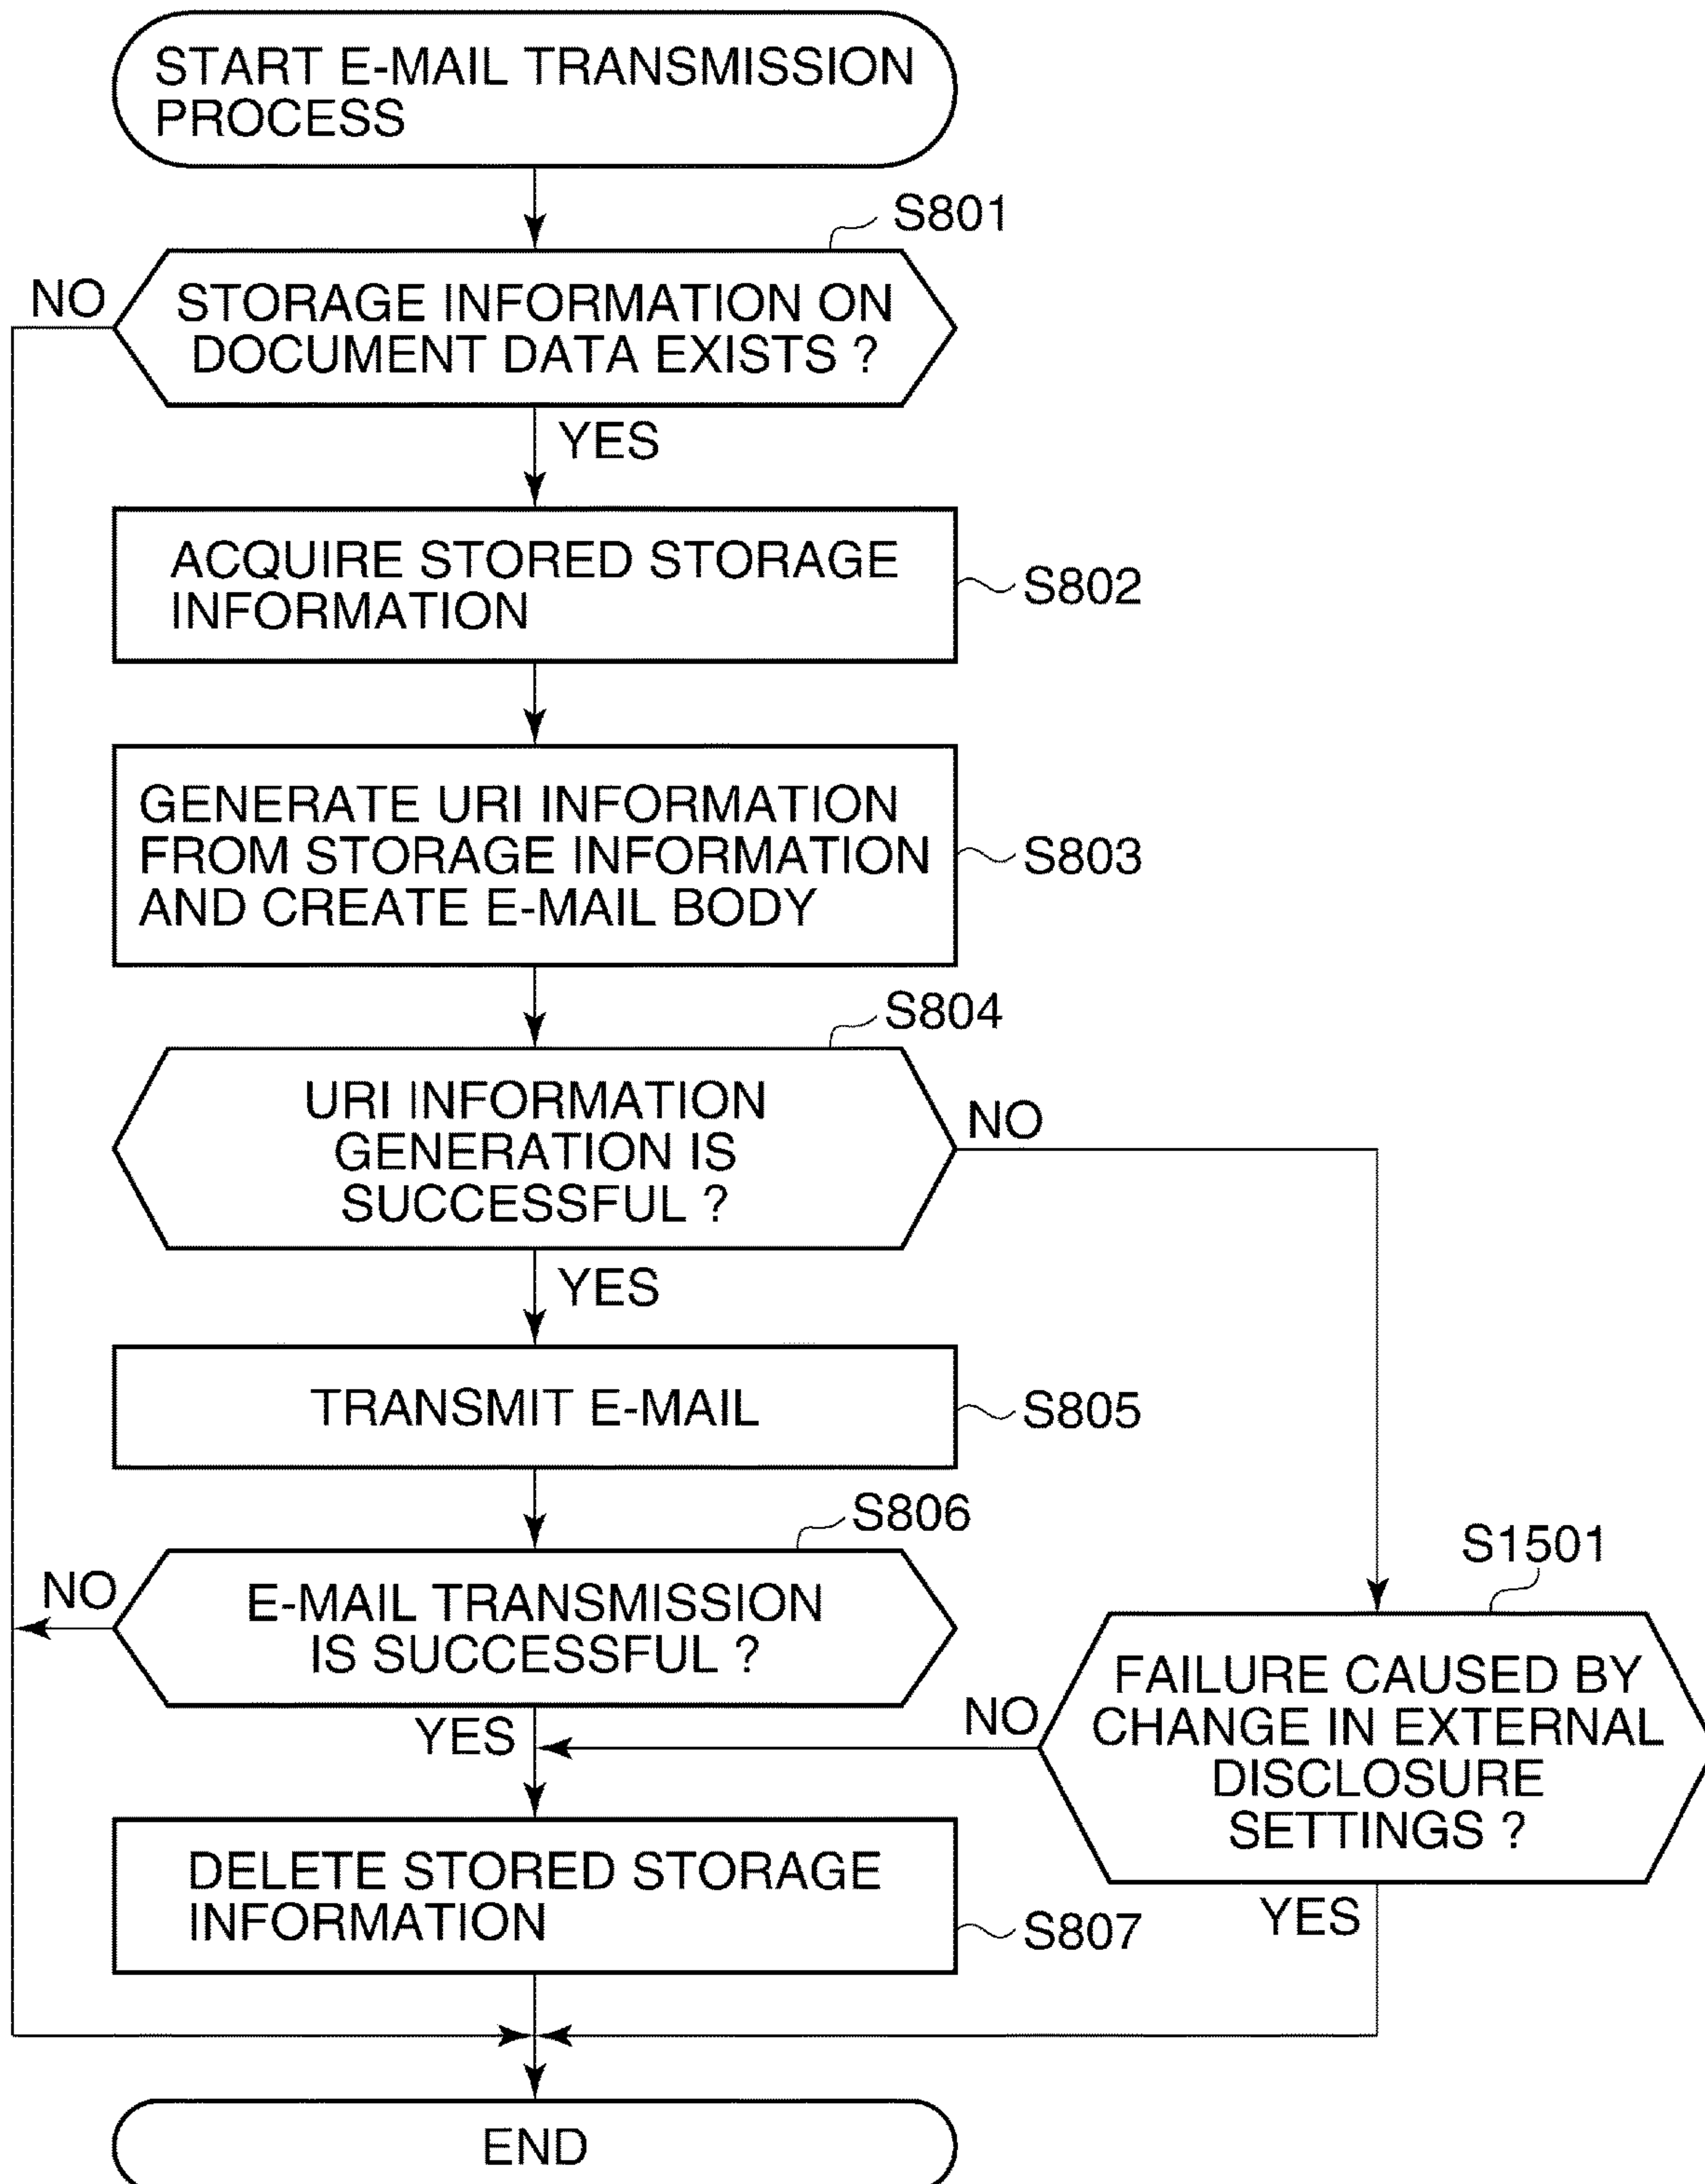 START E-MAIL TRANSMISSION
PROCESS
S801
NO
STORAGE INFORMATION ON
DOCUMENT DATA EXISTS ?
YES
ACQUIRE STORED STORAGE
INFORMATION
S802
GENERATE URI INFORMATION
FROM STORAGE INFORMATION
AND CREATE E-MAIL BODY
S803
S804
URI INFORMATION
GENERATION IS
SUCCESSFUL ?
NO
YES
TRANSMIT E-MAIL
S805
S806
NO
E-MAIL TRANSMISSION
IS SUCCESSFUL ?
YES
S1501
FAILURE CAUSED BY
CHANGE IN EXTERNAL
DISCLOSURE
SETTINGS ?
NO
YES
DELETE STORED STORAGE
INFORMATION
S807
END